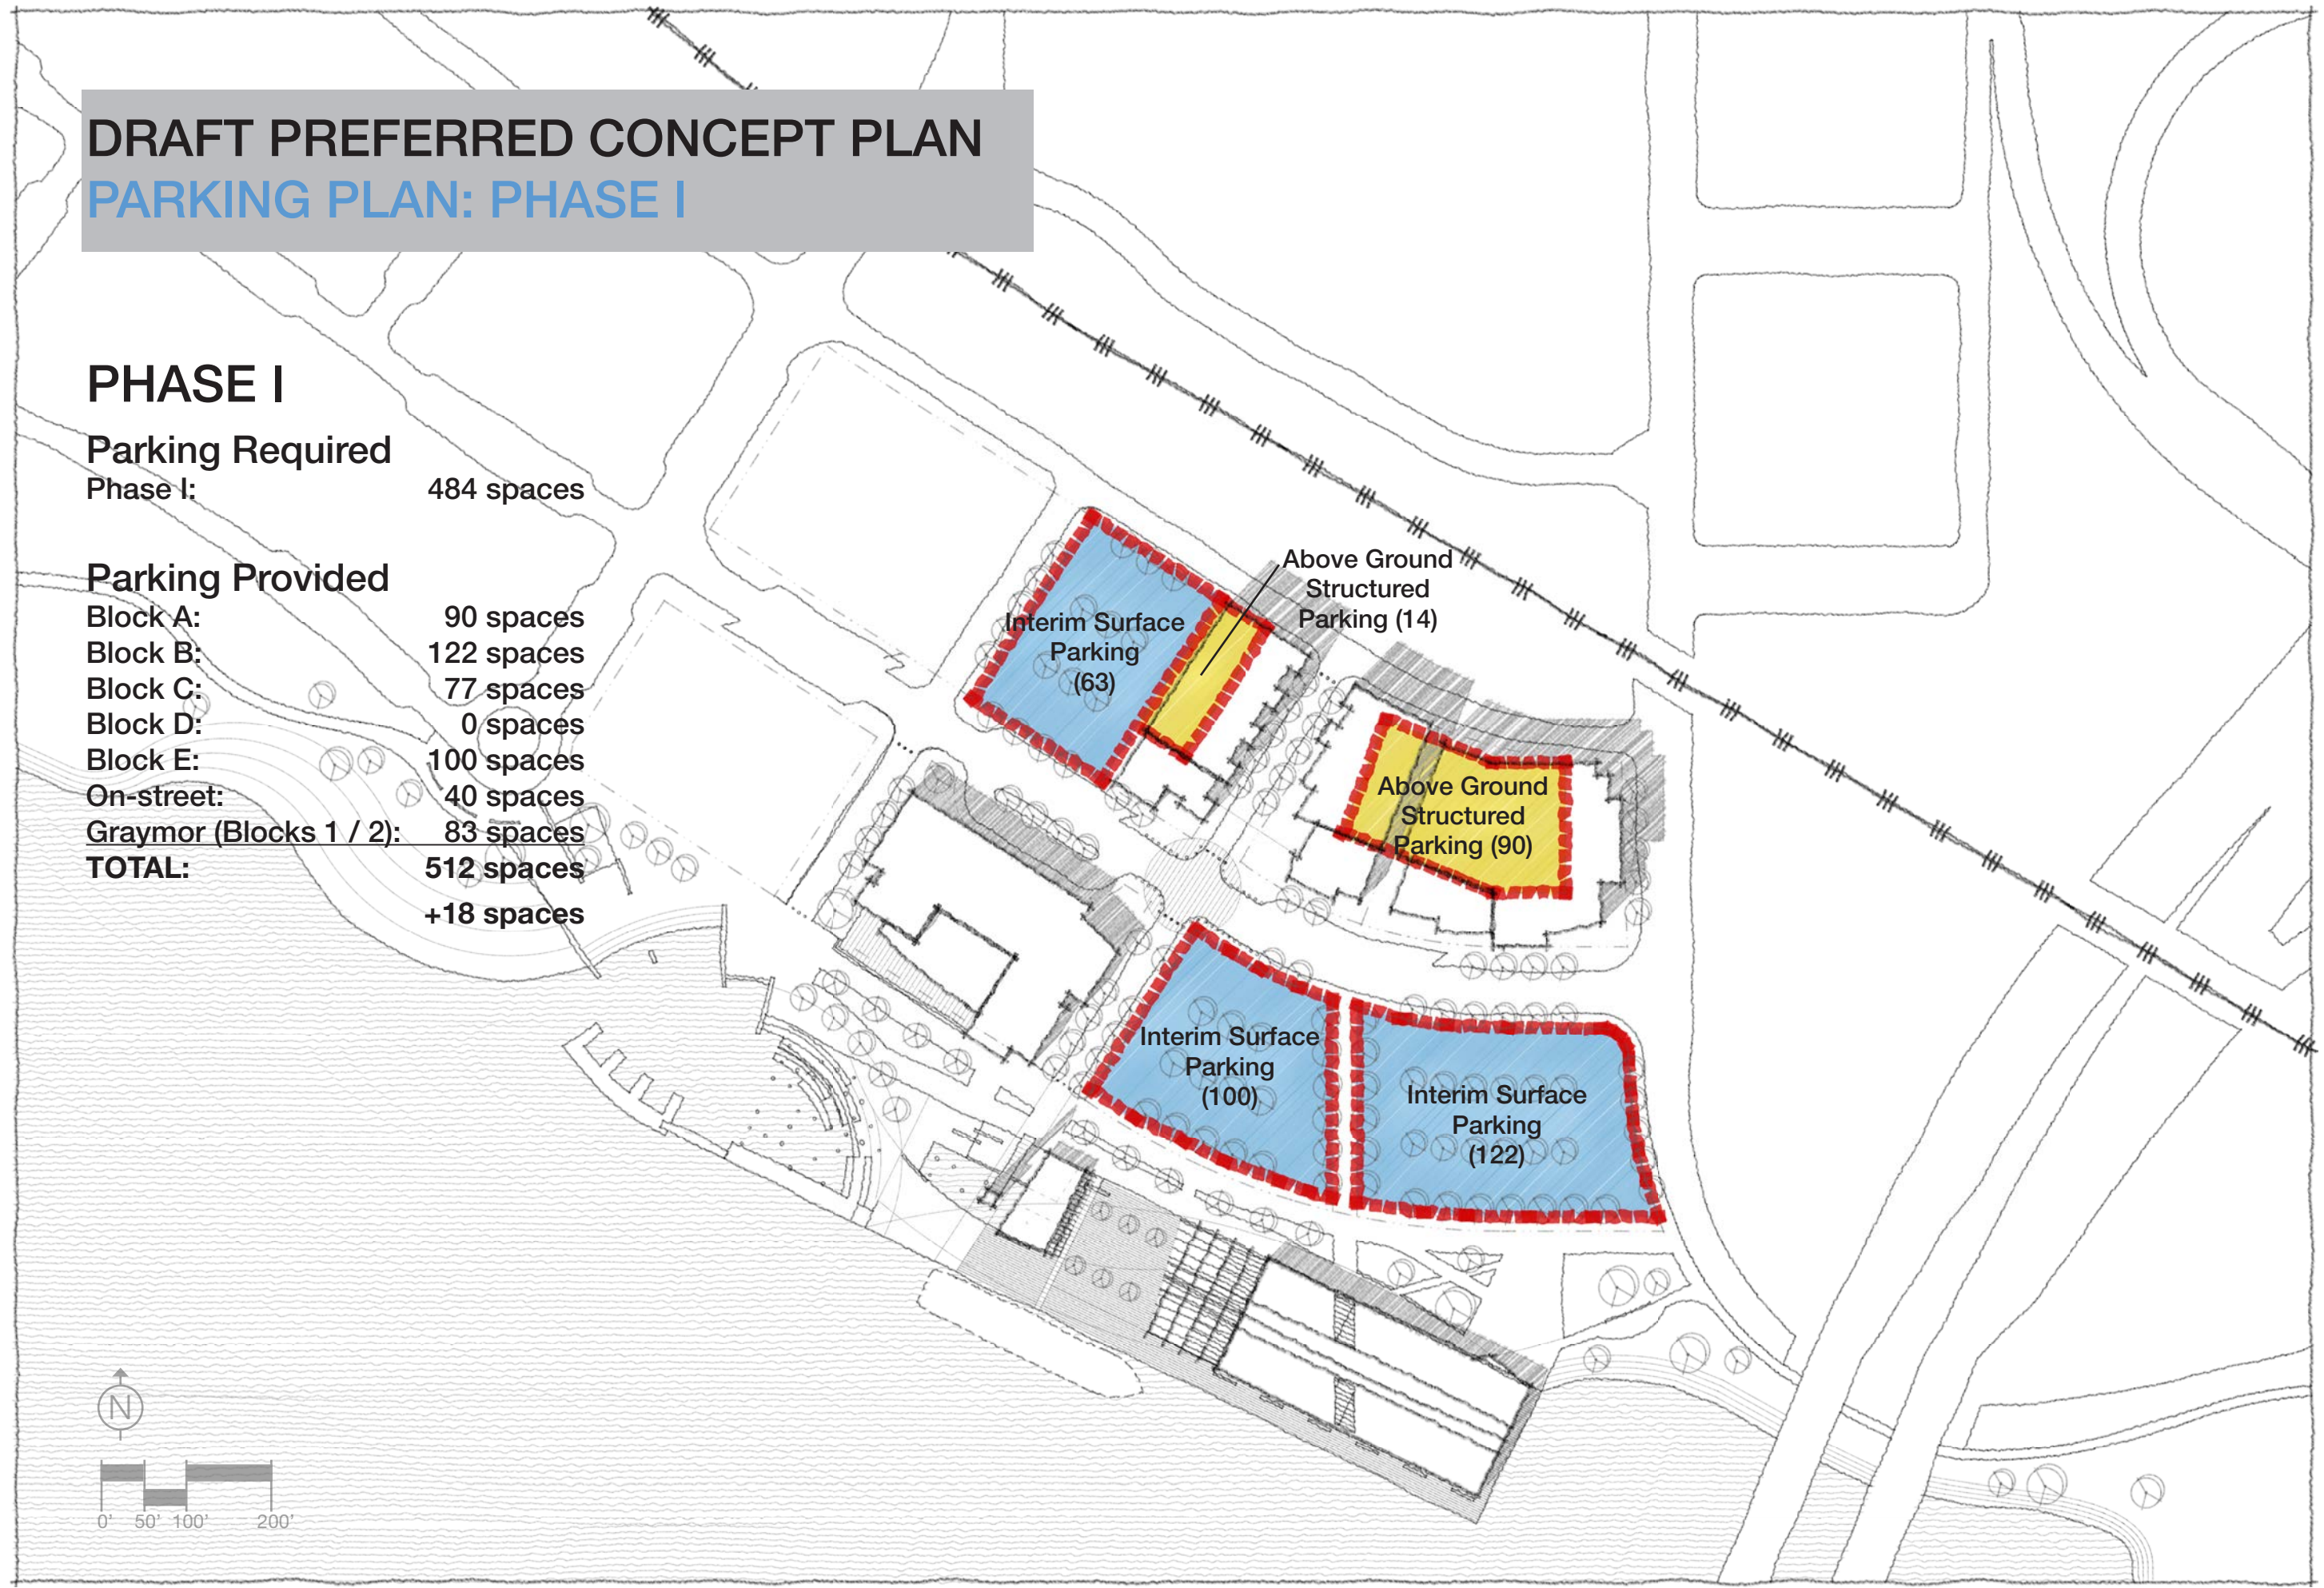 DRAFT PREFERRED CONCEPT PLAN
PARKING PLAN: PHASE I
PHASE I
Parking Required
Phase I: 484 spaces
Parking Provided
Block A: 90 spaces
Block B: 122 spaces
Block C: 77 spaces
Block D: 0 spaces
Block E: 100 spaces
On-street: 40 spaces
Graymor (Blocks 1 / 2): 83 spaces
TOTAL: 512 spaces
+18 spaces
Above Ground
Structured
Parking (14)
Interim Surface
Parking
(63)
Above Ground
Structured
Parking (90)
Interim Surface
Parking
(100)
Interim Surface
Parking
(122)
N
0' 50' 100' 200'